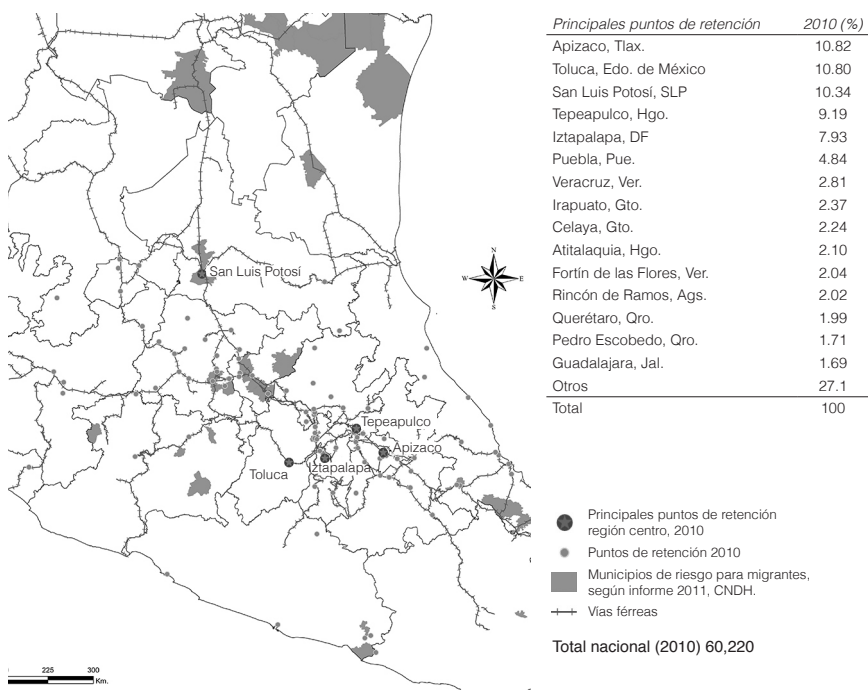 Principales puntos de retención 2010 (%)
Apizaco, Tlax. 10.82
Toluca, Edo. de México 10.80
San Luis Potosí, SLP 10.34
Tepeapulco, Hgo. 9.19
Iztapalapa, DF 7.93
Puebla, Pue. 4.84
Veracruz, Ver. 2.81
Irapuato, Gto. 2.37
Celaya, Gto. 2.24
Atitalaquia, Hgo. 2.10
Fortín de las Flores, Ver. 2.04
Rincón de Ramos, Ags. 2.02
Querétaro, Qro. 1.99
Pedro Escobedo, Qro. 1.71
Guadalajara, Jal. 1.69
Otros 27.1
Total 100
San Luis Potosí
N
W E
S
Tepeapulco
Apizaco
Iztapalapa
Toluca
Principales puntos de retención
región centro, 2010
Puntos de retención 2010
Municipios de riesgo para migrantes,
según informe 2011, CNDH.
Vías férreas
Total nacional (2010) 60,220
225 300
Km.